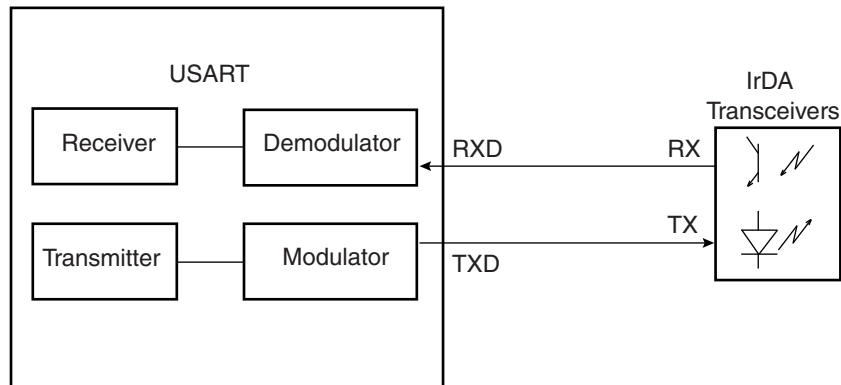 USART
IrDA
Transceivers
Receiver
Demodulator
RXD
RX
Transmitter
Modulator
TX
TXD